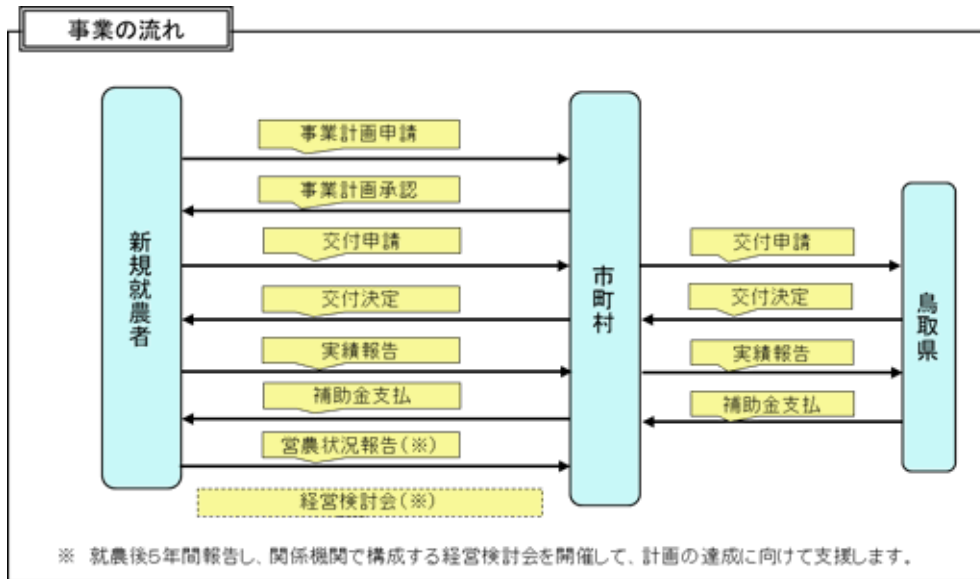 事業の流れ
新規就農者
市町村
鳥取県
事業計画申請
事業計画承認
交付申請
交付申請
交付決定
交付決定
実績報告
実績報告
補助金支払
補助金支払
営農状況報告(※)
経営検討会(※)
※ 就農後5年間報告し、関係機関で構成する経営検討会を開催して、計画の達成に向けて支援します。